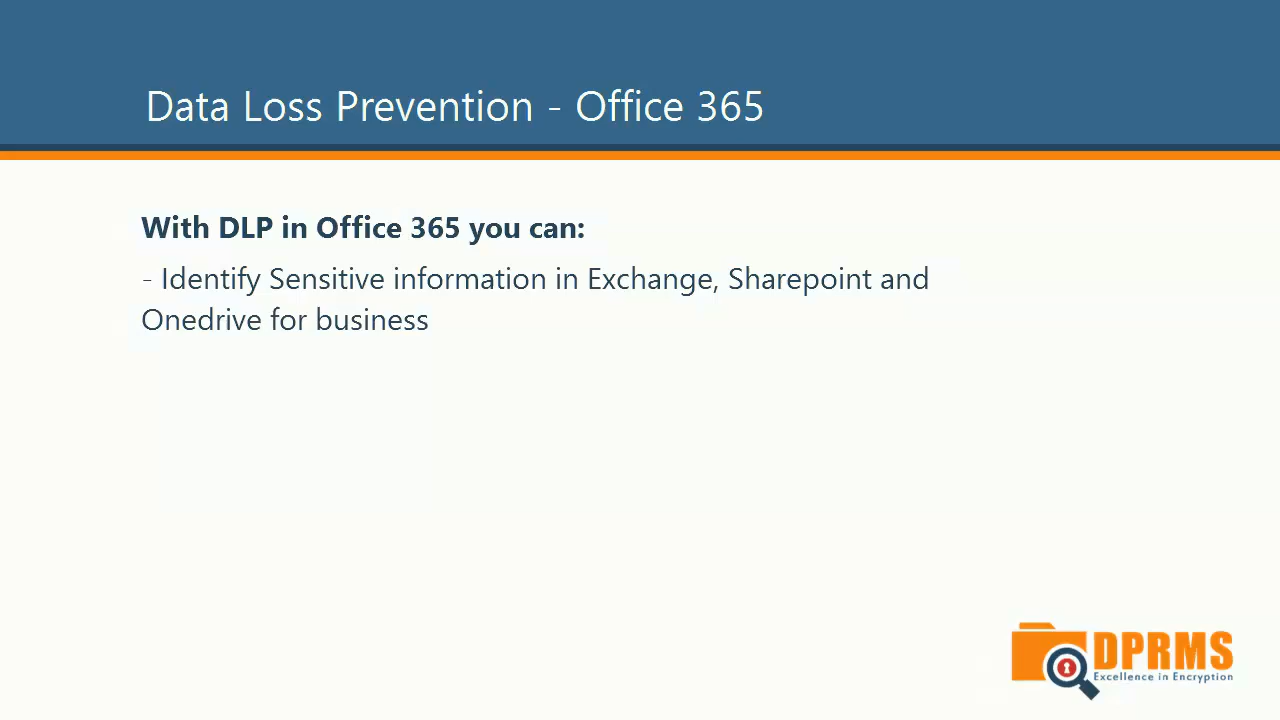 Data Loss Prevention - Office 365
With DLP in Office 365 you can:
- Identify Sensitive information in Exchange, Sharepoint and
Onedrive for business
DPRMS
Excellence in Encryption